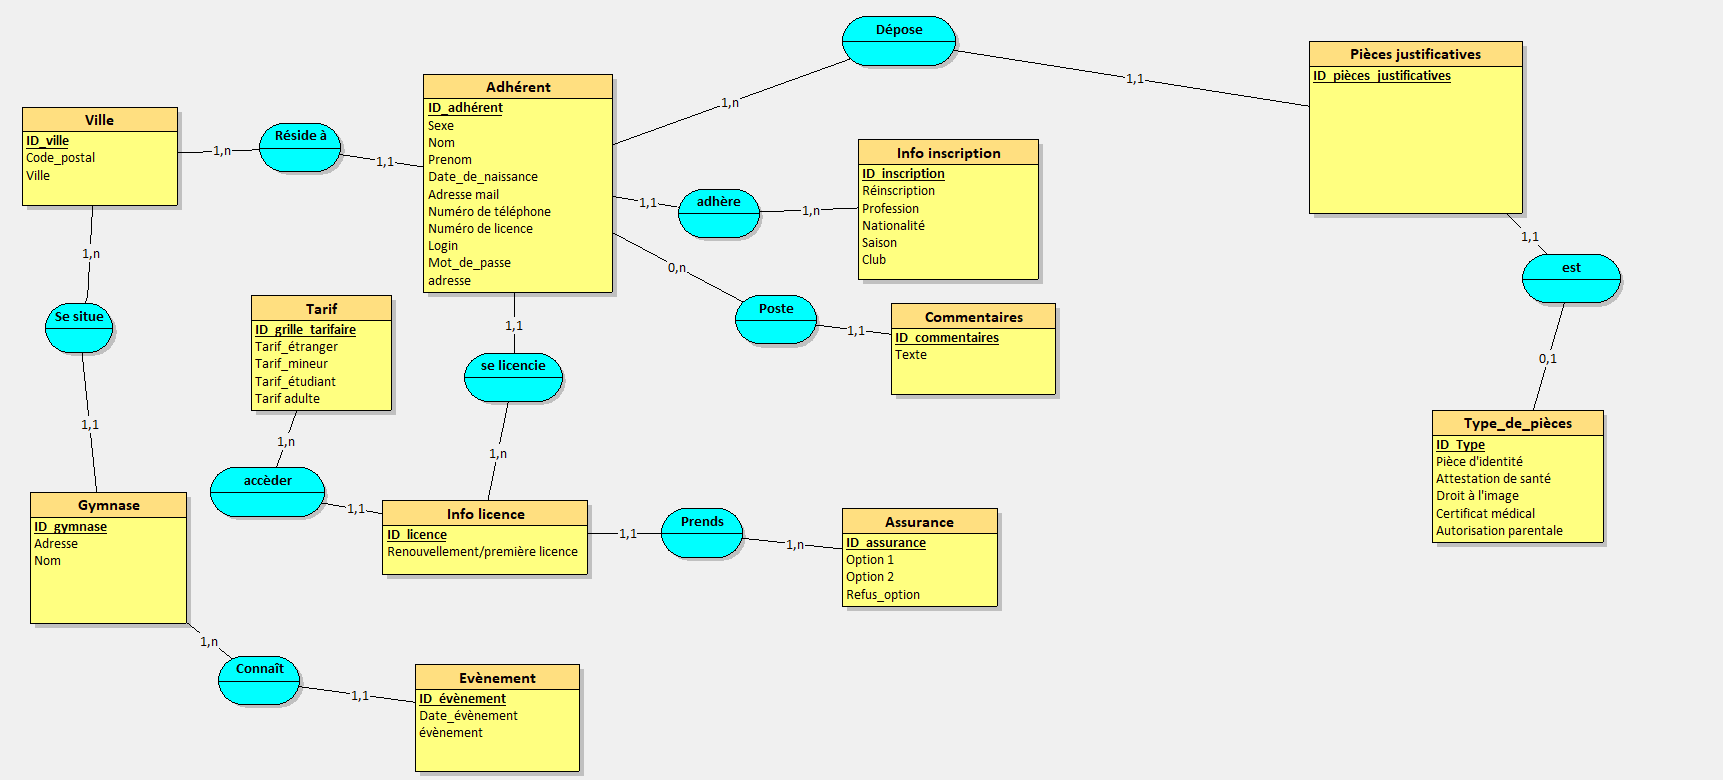 Dépose
1,n
1,1
Pièces justificatives
ID_pièces_justificatives
Adhérent
ID_adhérent
Sexe
Nom
Prenom
Date_de_naissance
Adresse mail
Numéro de téléphone
Numéro de licence
Login
Mot_de_passe
adresse
Ville
ID_ville
Code_postal
Ville
1,n
Réside à
1,1
1,1
adhère
1,n
Info inscription
ID_inscription
Réinscription
Profession
Nationalité
Saison
Club
1,1
est
0,1
Type_de_pièces
ID_Type
Pièce d'identité
Attestation de santé
Droit à l'image
Certificat médical
Autorisation parentale
0,n
Poste
1,1
Commentaires
ID_commentaires
Texte
1,n
Se situe
1,1
Tarif
ID_grille_tarifaire
Tarif_étranger
Tarif_mineur
Tarif_étudiant
Tarif adulte
1,n
accèder
1,1
1,1
se licencie
1,n
Info licence
ID_licence
Renouvellement/première licence
1,1
Prends
1,n
Assurance
ID_assurance
Option 1
Option 2
Refus_option
Gymnase
ID_gymnase
Adresse
Nom
1,n
Connaît
1,1
Evènement
ID_évènement
Date_évènement
évènement